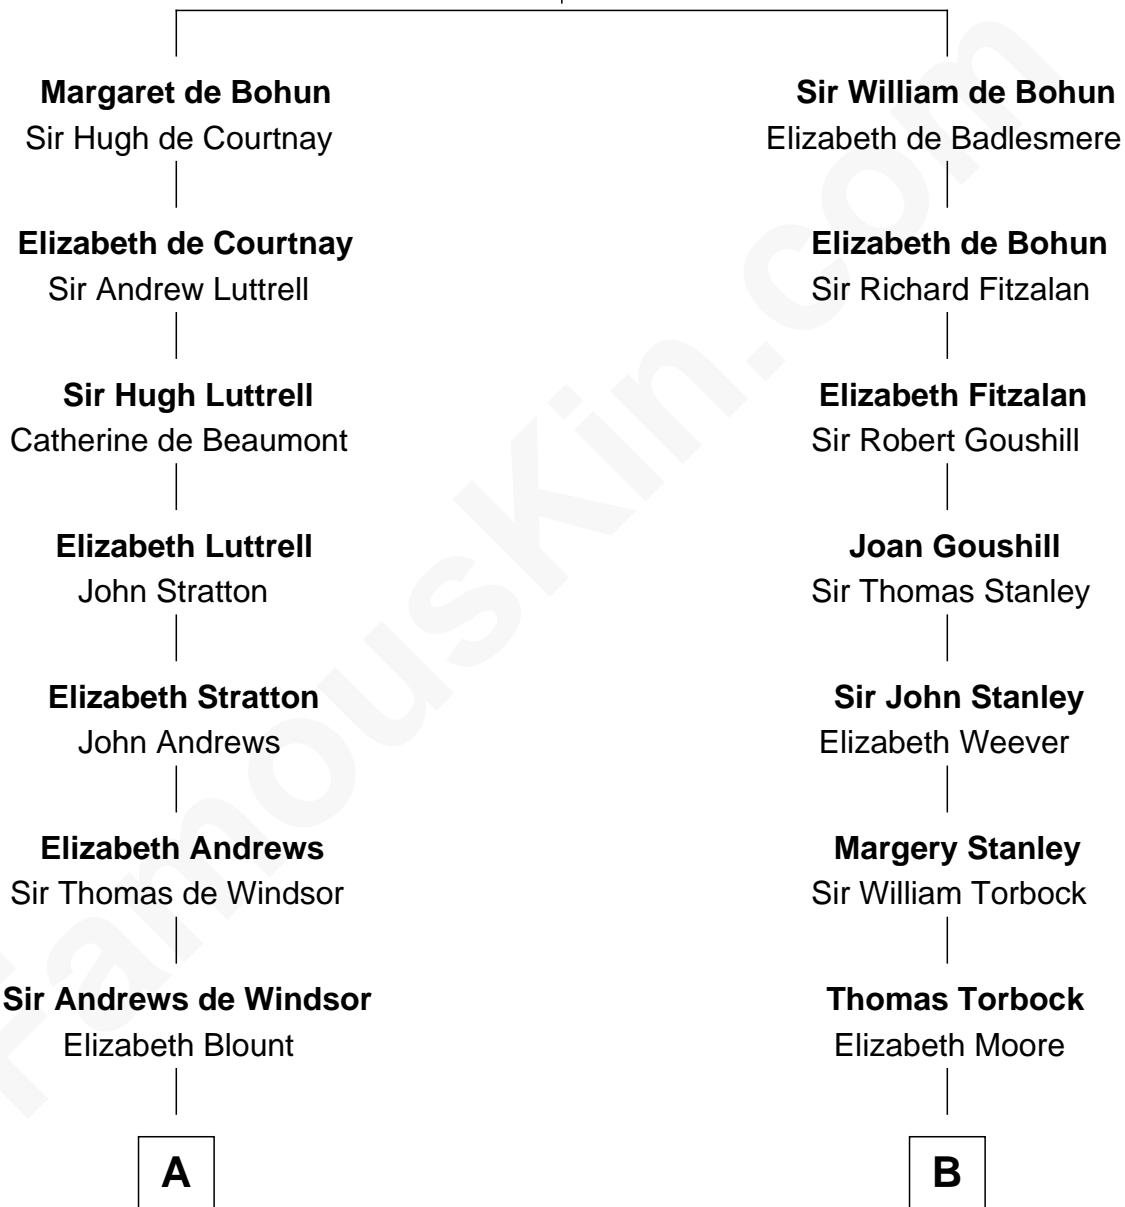 Margaret de Bohun
Sir Hugh de Courtnay
Elizabeth de Courtnay
Sir Andrew Luttrell
Sir Hugh Luttrell
Catherine de Beaumont
Elizabeth Luttrell
John Stratton
Elizabeth Stratton
John Andrews
Elizabeth Andrews
Sir Thomas de Windsor
Sir Andrews de Windsor
Elizabeth Blount
A
Sir William de Bohun
Elizabeth de Badlesmere
Elizabeth de Bohun
Sir Richard Fitzalan
Elizabeth Fitzalan
Sir Robert Goushill
Joan Goushill
Sir Thomas Stanley
Sir John Stanley
Elizabeth Weever
Margery Stanley
Sir William Torbock
Thomas Torbock
Elizabeth Moore
B
FamousKin.com